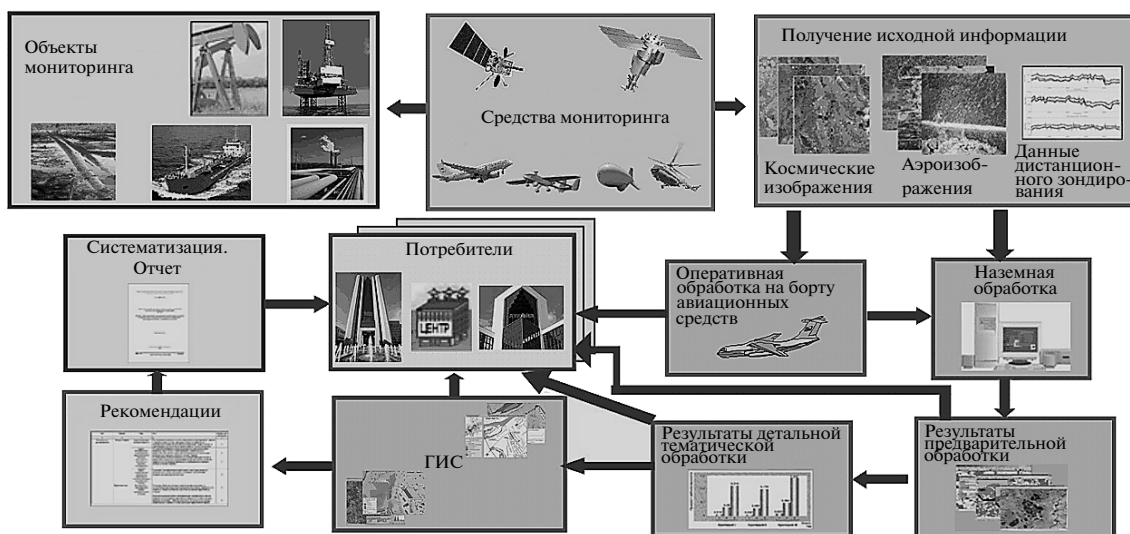 Объекты
мониторинга
Средства мониторинга
Получение исходной информации
Космические
изображения
Аэроизоб-
ражения
Данные
дистанцион-
ного зондиро-
вания
Систематизация.
Отчет
Потребители
ЦЕНТР
Оперативная
обработка на борту
авиационных
средств
Наземная
обработка
Рекомендации
ГИС
Результаты детальной
тематической
обработки
Результаты
предварительной
обработки